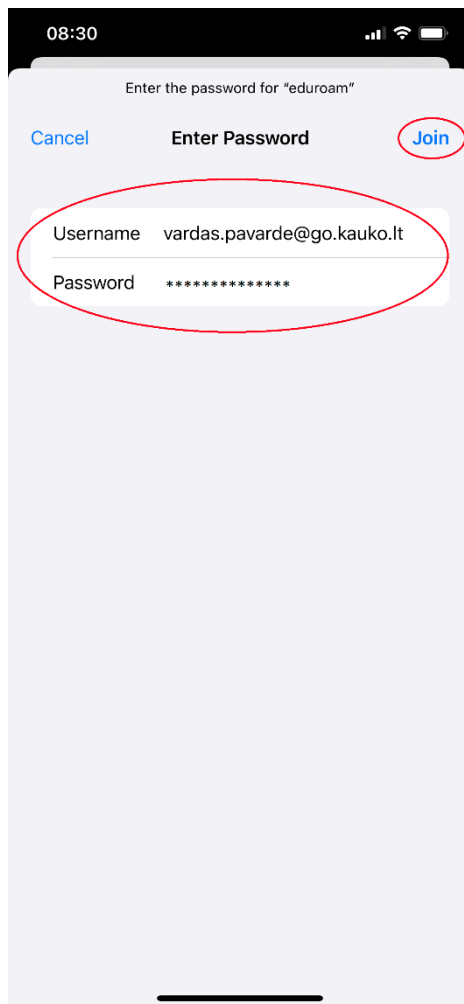 08:30
Enter the password for “eduroam”
Cancel Enter Password Join
Username vardas.pavarde@go.kauko.lt
Password **************